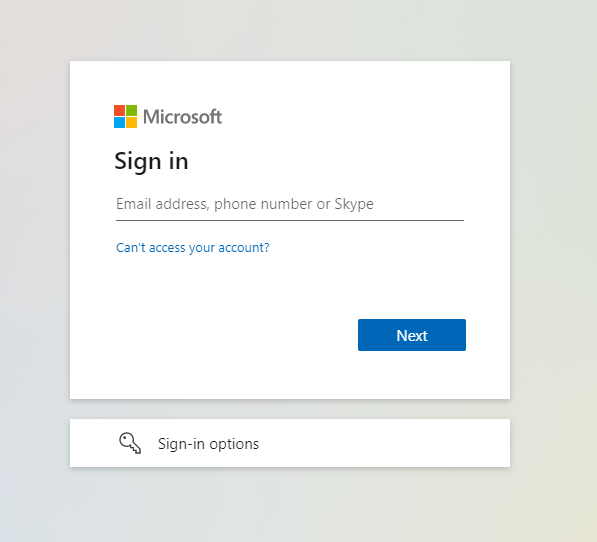 Microsoft
Sign in
Email address, phone number or Skype
Can't access your account?
Next
Sign-in options